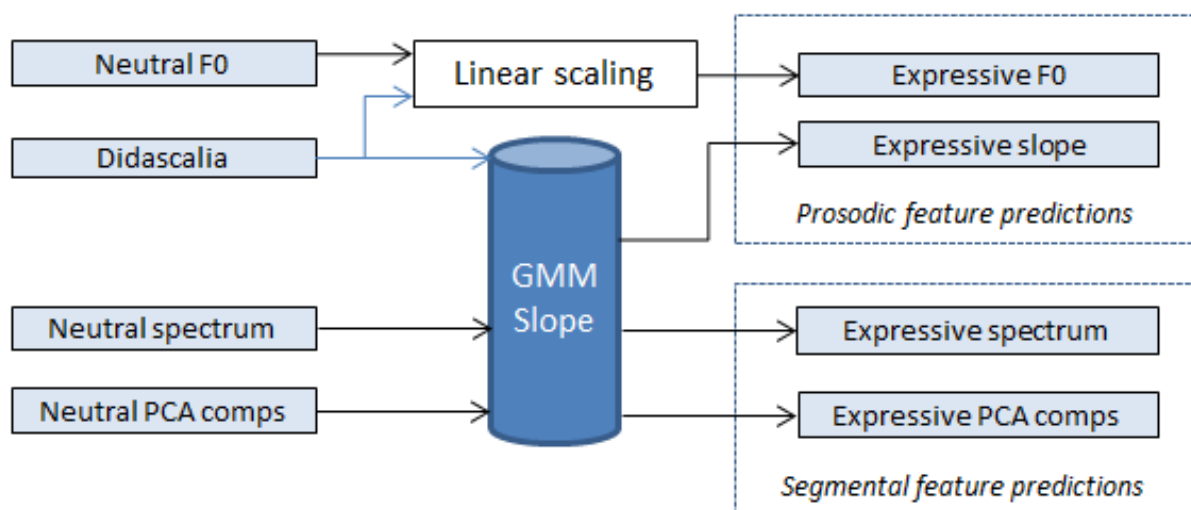 Neutral F0
Linear scaling
Expressive F0
Didascalia
Expressive slope
Prosodic feature predictions
GMM
Slope
Neutral spectrum
Expressive spectrum
Neutral PCA comps
Expressive PCA comps
Segmental feature predictions